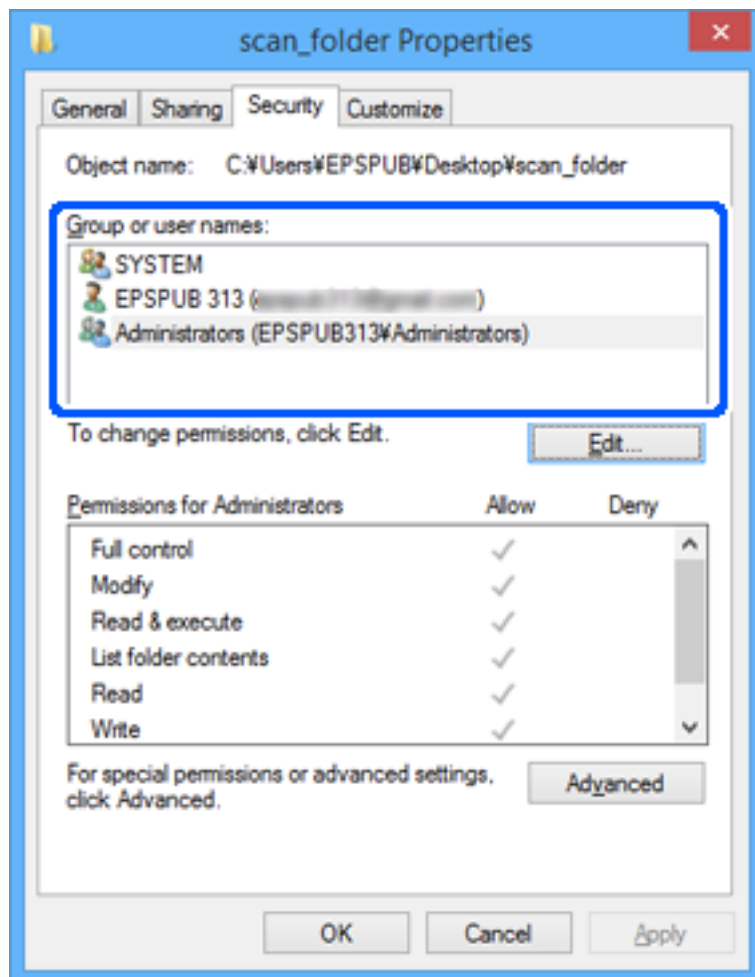 scan_folder Properties
General Sharing Security Customize
Object name: C:¥Users¥EPSPUB¥Desktop¥scan_folder
Group or user names:
SYSTEM
EPSPUB 313 ( )
Administrators (EPSPUB313¥Administrators)
To change permissions, click Edit.
Edit...
Permissions for Administrators Allow Deny
Full control
Modify
Read & execute
List folder contents
Read
Write
For special permissions or advanced settings,
click Advanced.
Advanced
OK Cancel Apply